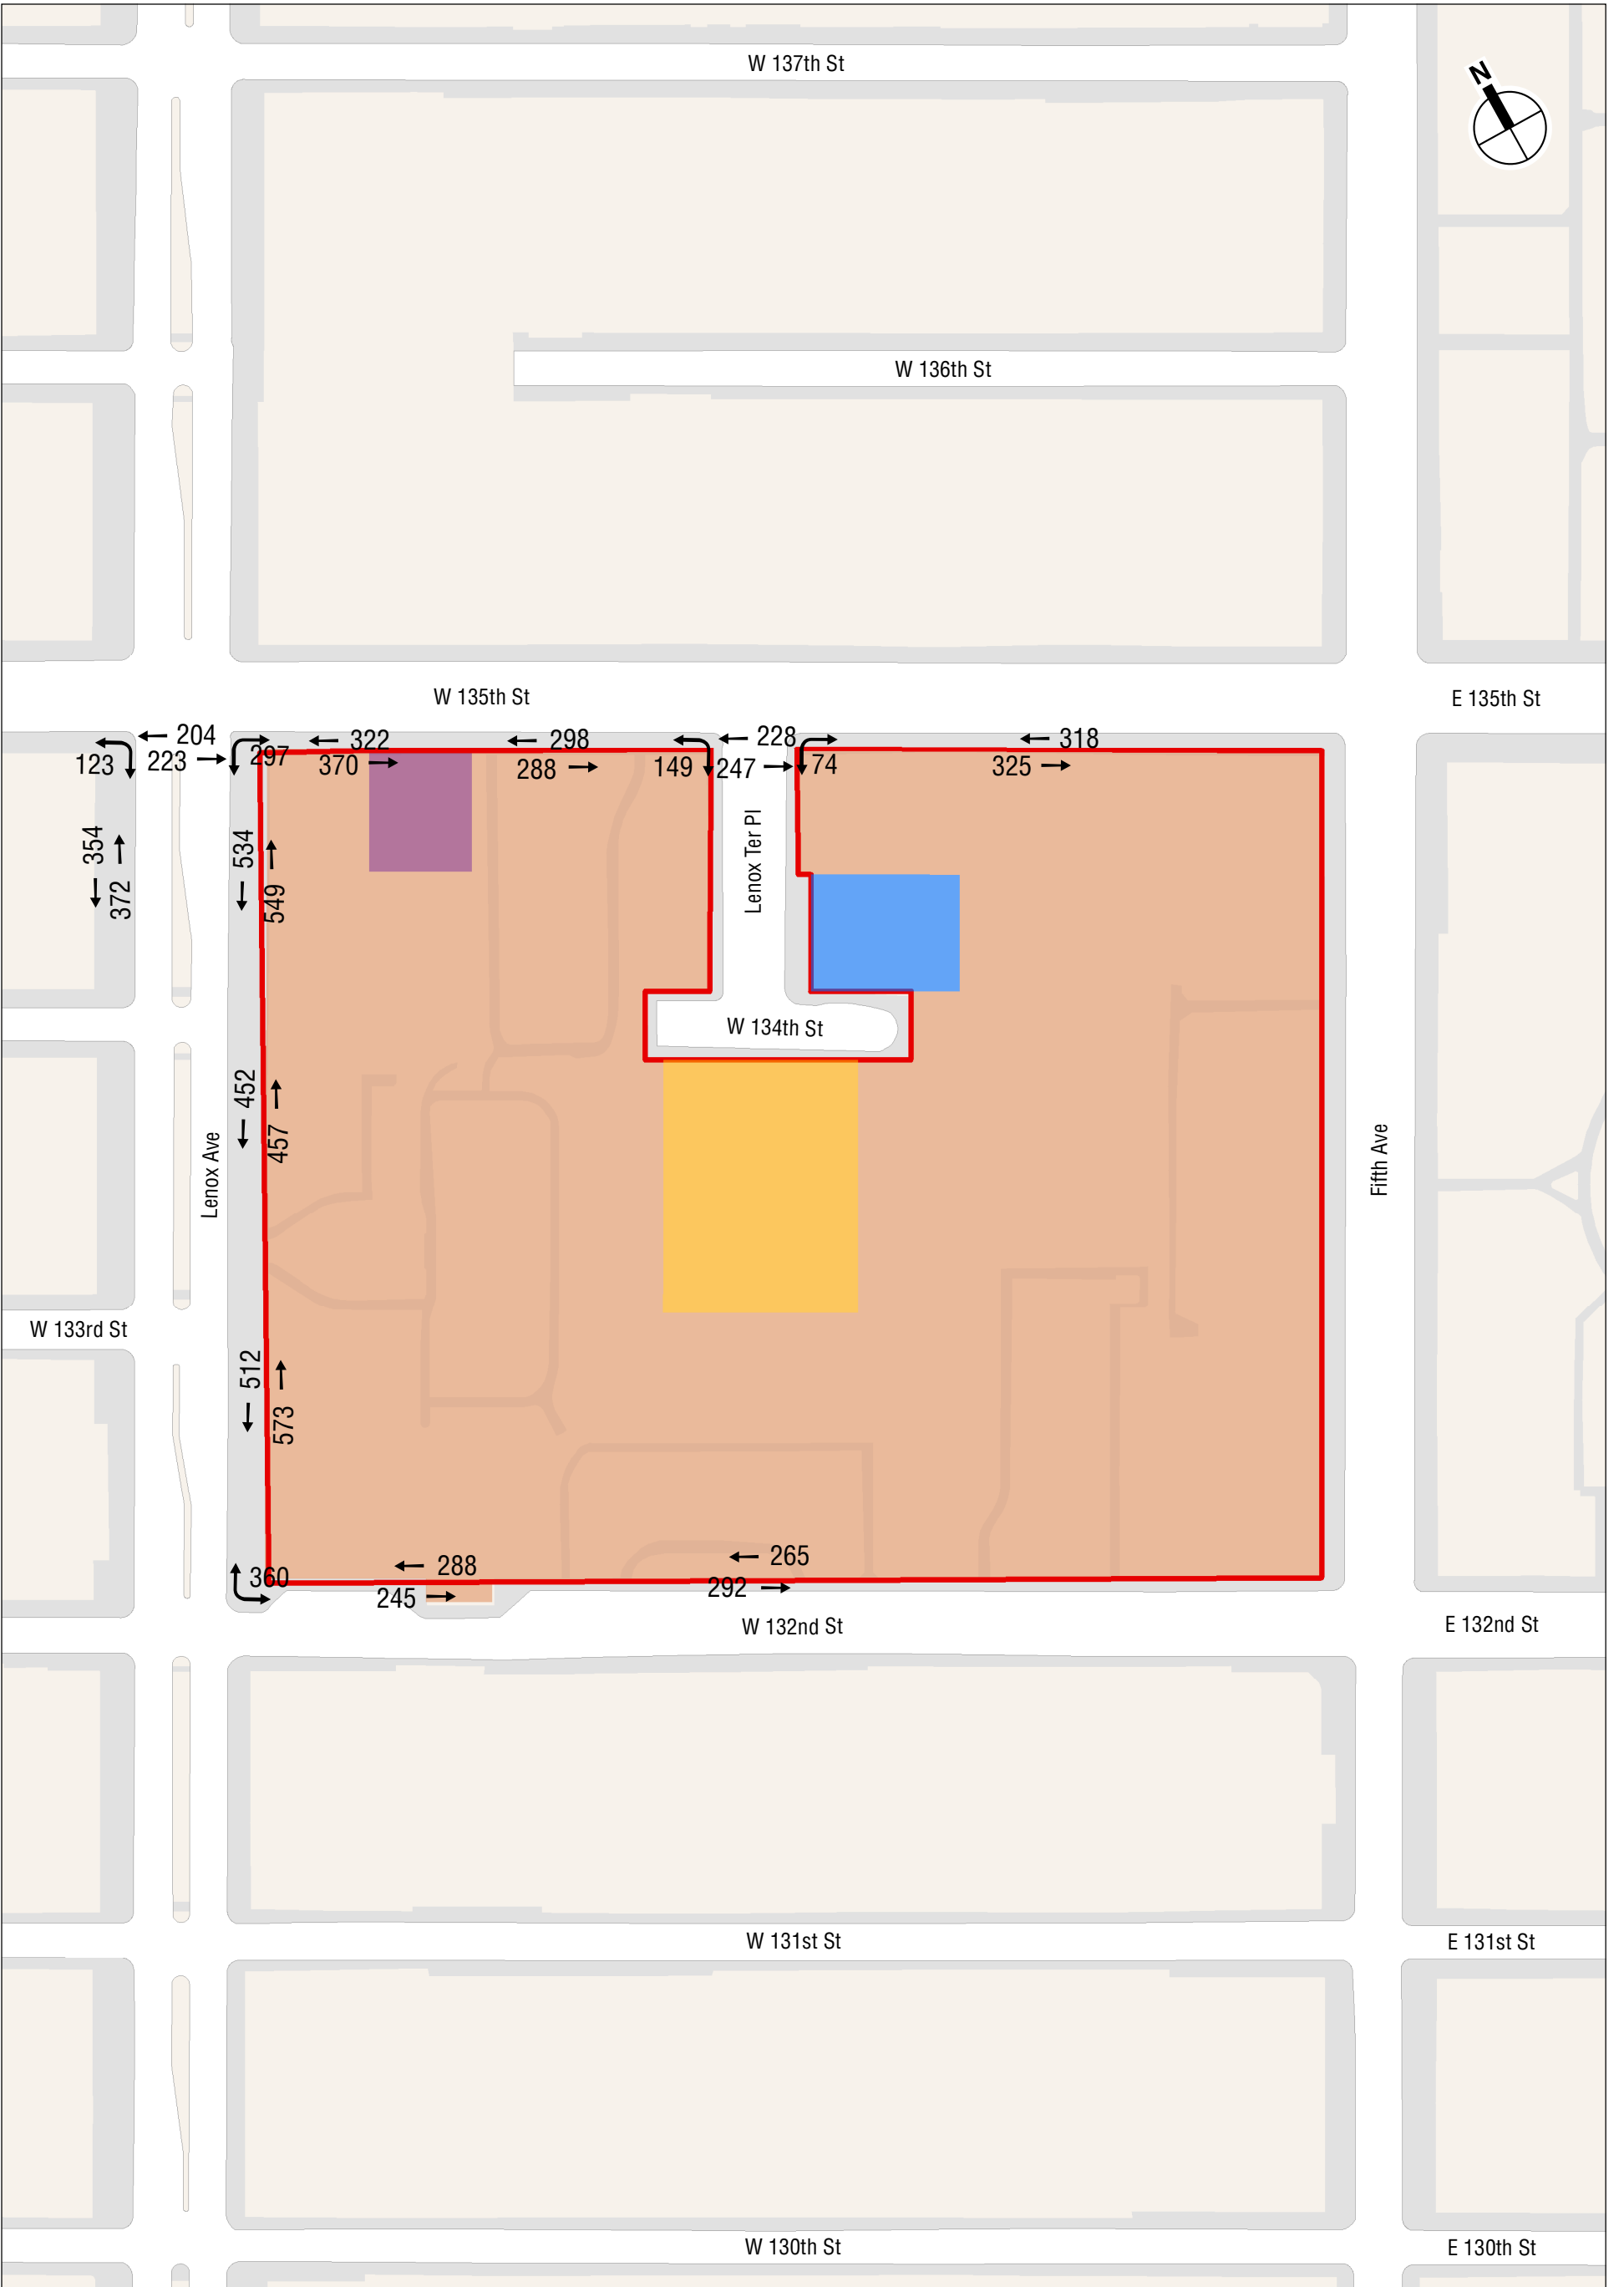 W 137th St
N
W 136th St
W 135th St
E 135th St
204
123
223
297
322
370
298
288
149
228
247
74
318
325
354
372
534
549
Lenox Ter Pl
W 134th St
452
457
Lenox Ave
Fifth Ave
W 133rd St
512
573
360
288
245
265
292
W 132nd St
E 132nd St
W 131st St
E 131st St
W 130th St
E 130th St